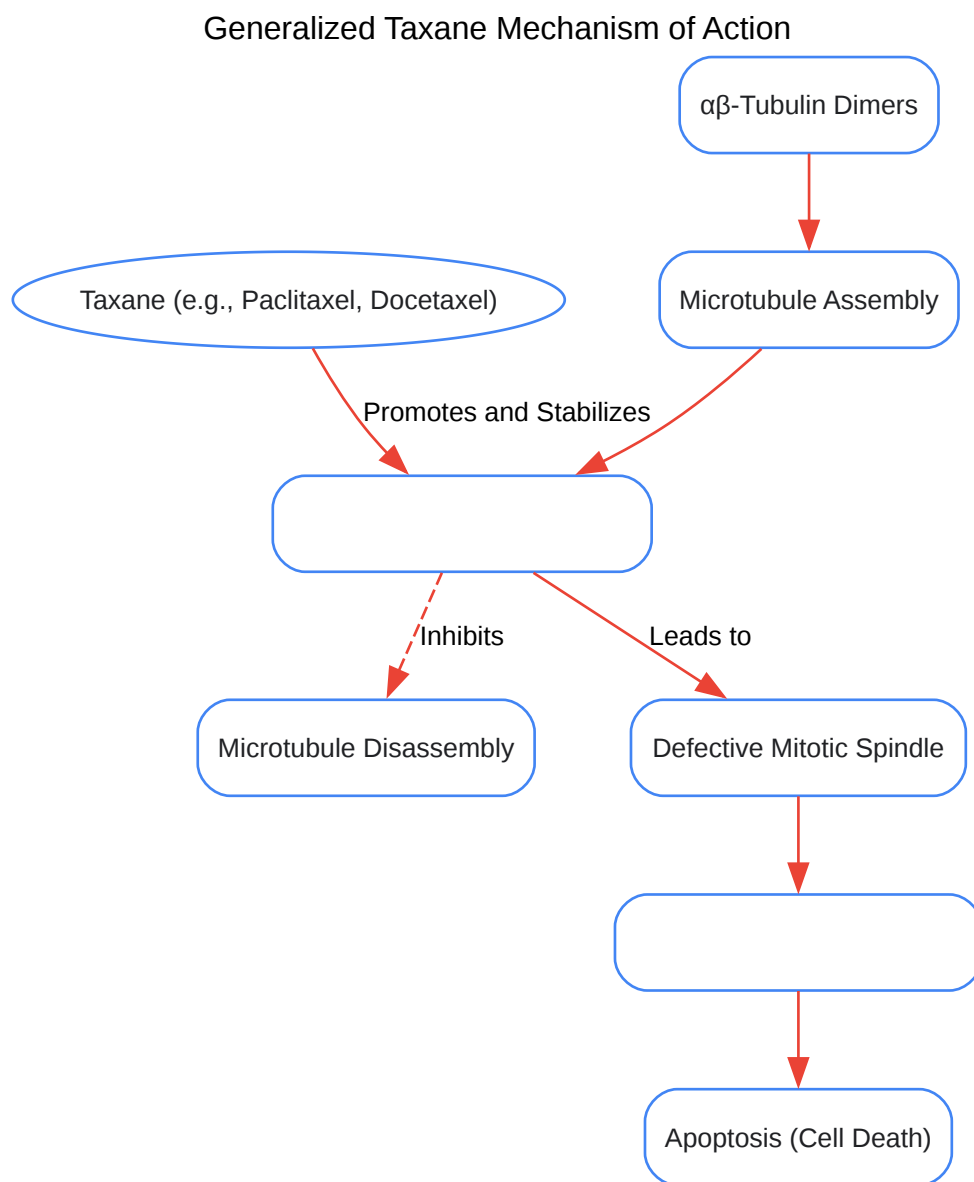 Generalized Taxane Mechanism of Action
αβ-Tubulin Dimers
Taxane (e.g., Paclitaxel, Docetaxel)
Microtubule Assembly
Promotes and Stabilizes
Inhibits
Leads to
Microtubule Disassembly
Defective Mitotic Spindle
Apoptosis (Cell Death)